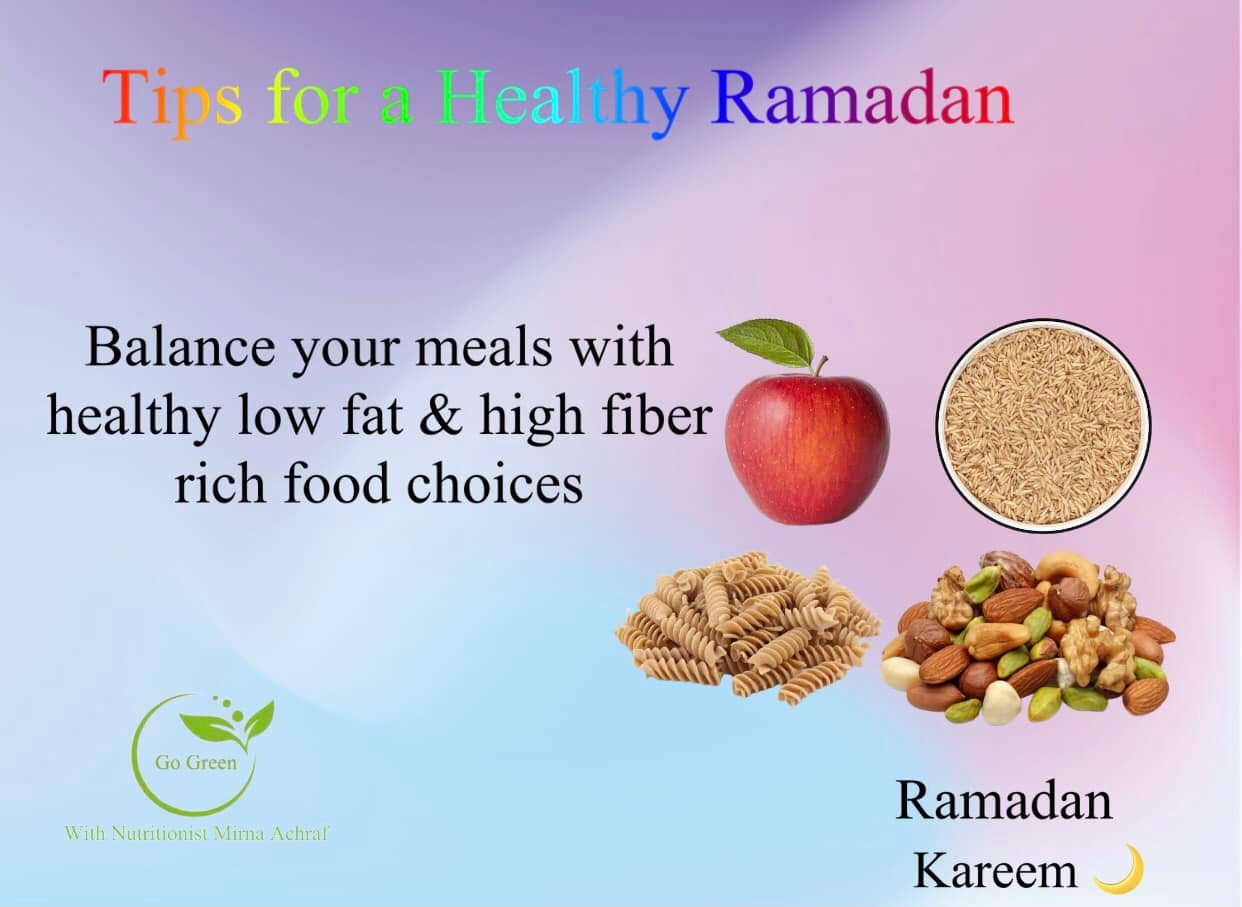 Tips for a Healthy Ramadan
Balance your meals with
healthy low fat & high fiber
rich food choices
Go Green
With Nutritionist Mirna Achraf
Ramadan
Kareem 🌙